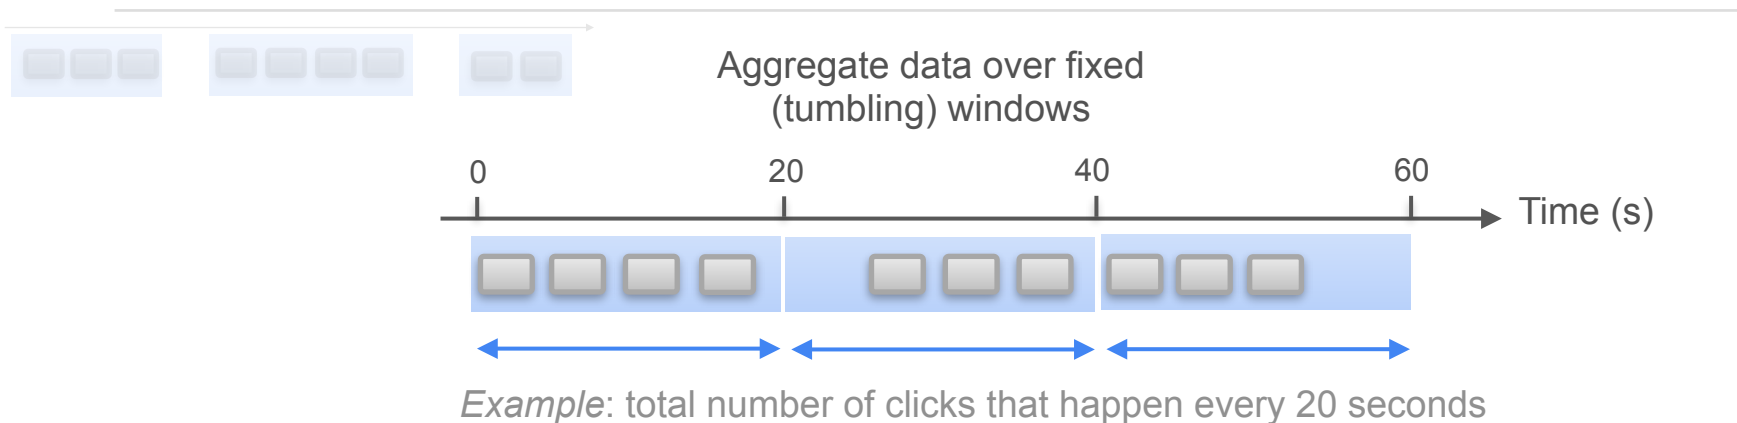 Aggregate data over fixed
(tumbling) windows
0 20 40 60
Time (s)
Example: total number of clicks that happen every 20 seconds